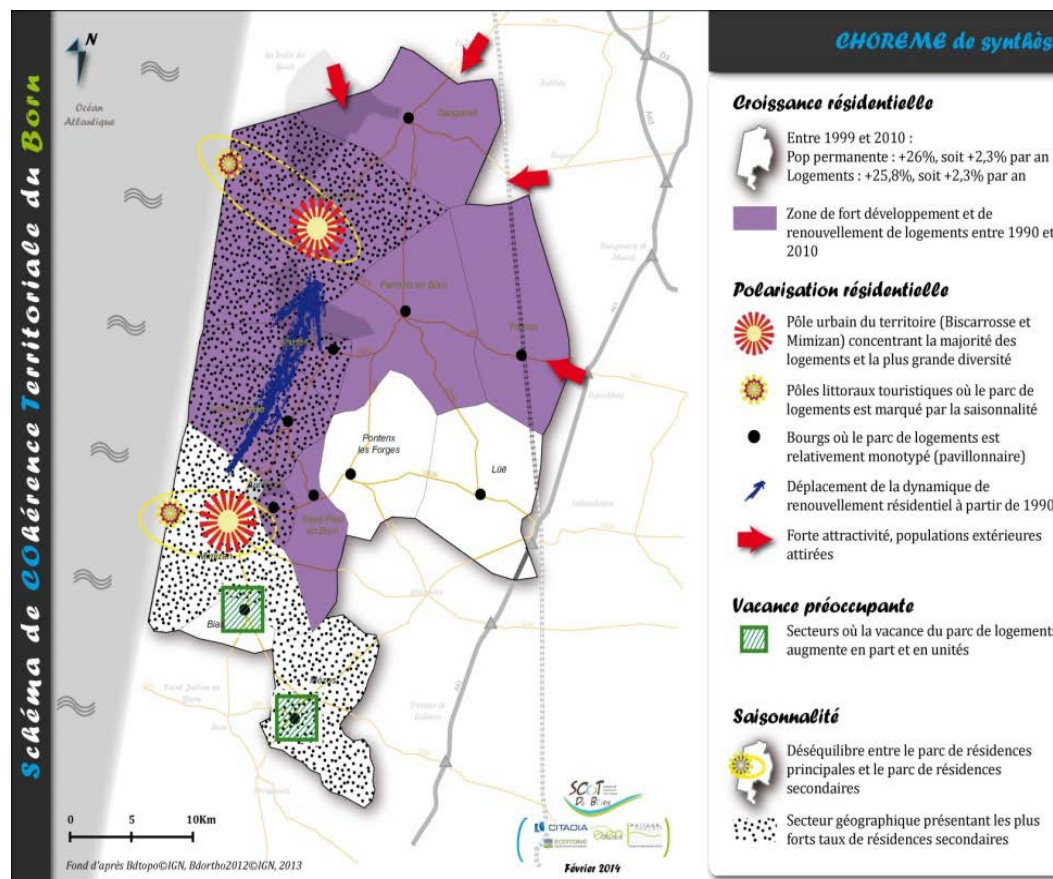 Schéma de COhérence Territoriale du Born
N
Océan
Atlantique
Sanguinet
Parentis en Born
Pontenx
les Forges
Lüe
Saint Paul
en Born
Mimizan
Bias
Mézos
0 5 10Km
Fond d'après Bdtopo©IGN, Bdortho2012©IGN, 2013
SCOT
Du Born
CITADIA
ECOTONE
Février 2014
CHOREME de synthès
Croissance résidentielle
Entre 1999 et 2010 :
Pop permanente : +26%, soit +2,3% par an
Logements : +25,8%, soit +2,3% par an
Zone de fort développement et de
renouvellement de logements entre 1990 et
2010
Polarisation résidentielle
Pôle urbain du territoire (Biscarrosse et
Mimizan) concentrant la majorité des
logements et la plus grande diversité
Pôles littoraux touristiques où le parc de
logements est marqué par la saisonnalité
Bourgs où le parc de logements est
relativement monotypé (pavillonnaire)
Déplacement de la dynamique de
renouvellement résidentiel à partir de 1990
Forte attractivité, populations extérieures
attirées
Vacance préoccupante
Secteurs où la vacance du parc de logements
augmente en part et en unités
Saisonnalité
Déséquilibre entre le parc de résidences
principales et le parc de résidences
secondaires
Secteur géographique présentant les plus
forts taux de résidences secondaires